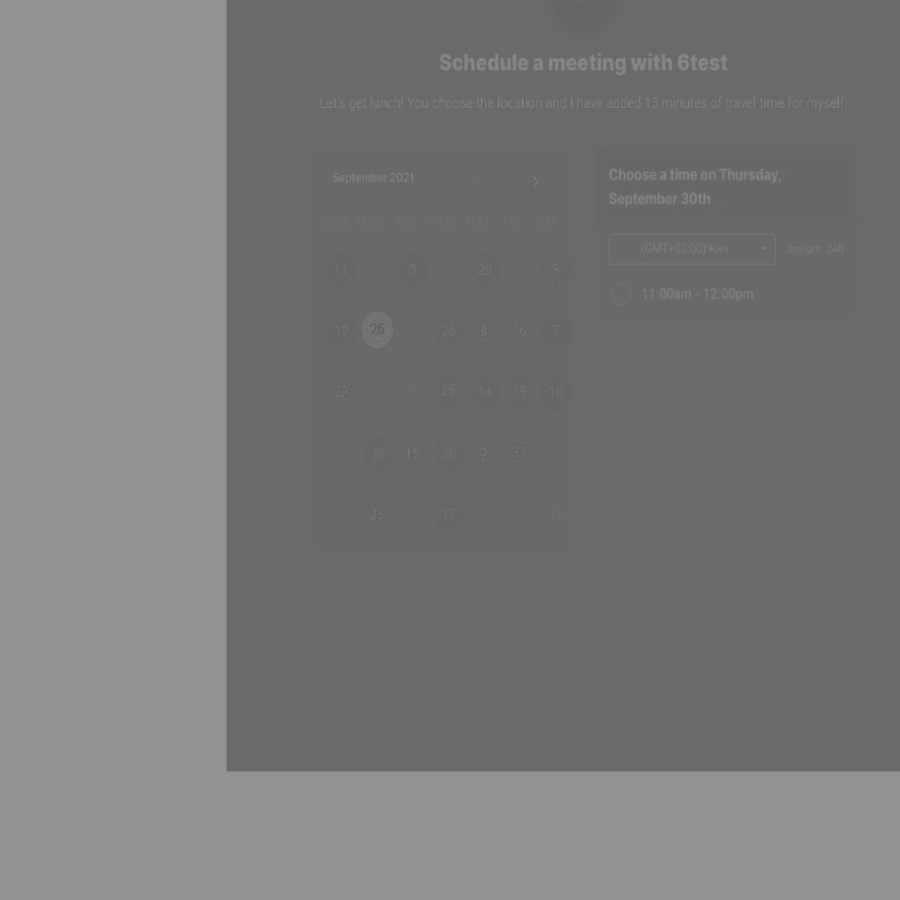 Schedule a meeting with 6test
Let's get lunch! You choose the location and I have added 15 minutes of travel time for myself.
September 2021
SUN MON TUE WED THU FRI SAT
11 3 29 9
12 26 26 8 16 7
22 25 14 19 10
30 15 20 2 31
23 17
Choose a time on Thursday,
September 30th
(GMT+03:00) Kiev
am pm 24h
11:00am - 12:00pm